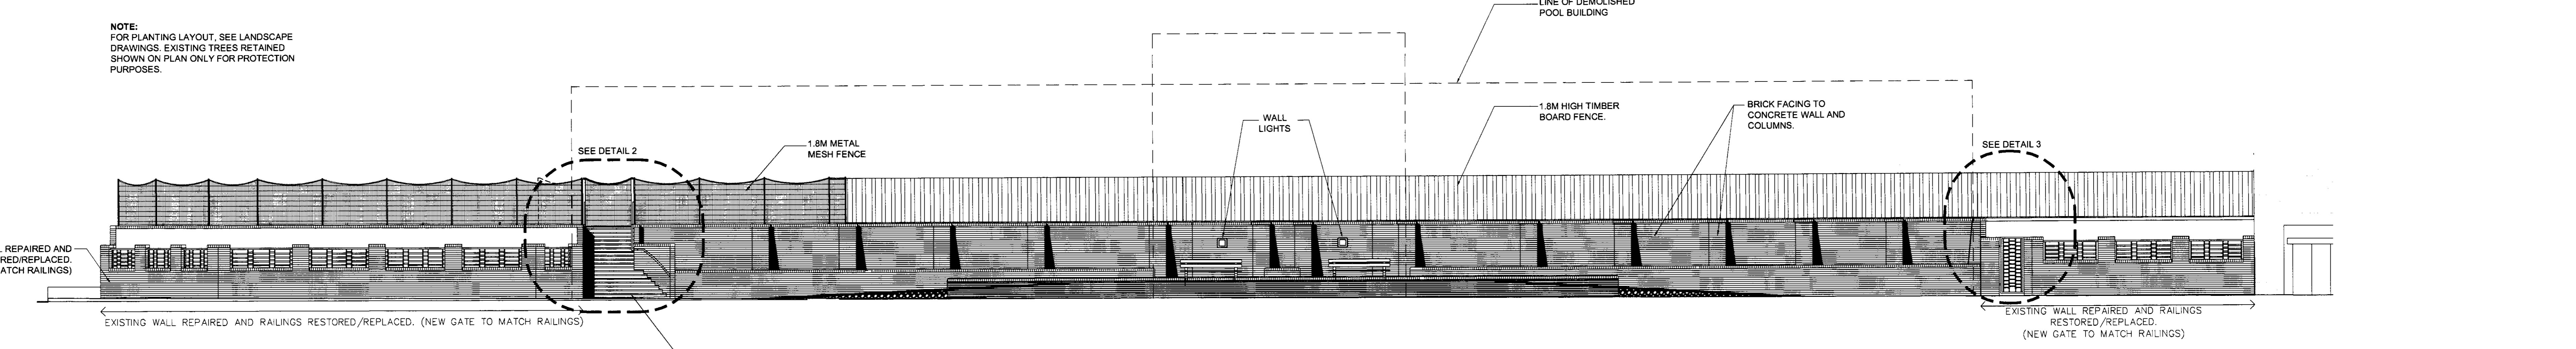 NOTE:
FOR PLANTING LAYOUT, SEE LANDSCAPE
DRAWINGS. EXISTING TREES RETAINED
SHOWN ON PLAN ONLY FOR PROTECTION
PURPOSES.
LINE OF DEMOLISHED
POOL BUILDING
SEE DETAIL 2
1.8M METAL
MESH FENCE
WALL
LIGHTS
1.8M HIGH TIMBER
BOARD FENCE.
BRICK FACING TO
CONCRETE WALL AND
COLUMNS.
SEE DETAIL 3
REPAIRED AND
RED/REPLACED.
ATCH RAILINGS)
EXISTING WALL REPAIRED AND RAILINGS RESTORED/REPLACED. (NEW GATE TO MATCH RAILINGS)
EXISTING WALL REPAIRED AND RAILINGS
RESTORED/REPLACED.
(NEW GATE TO MATCH RAILINGS)